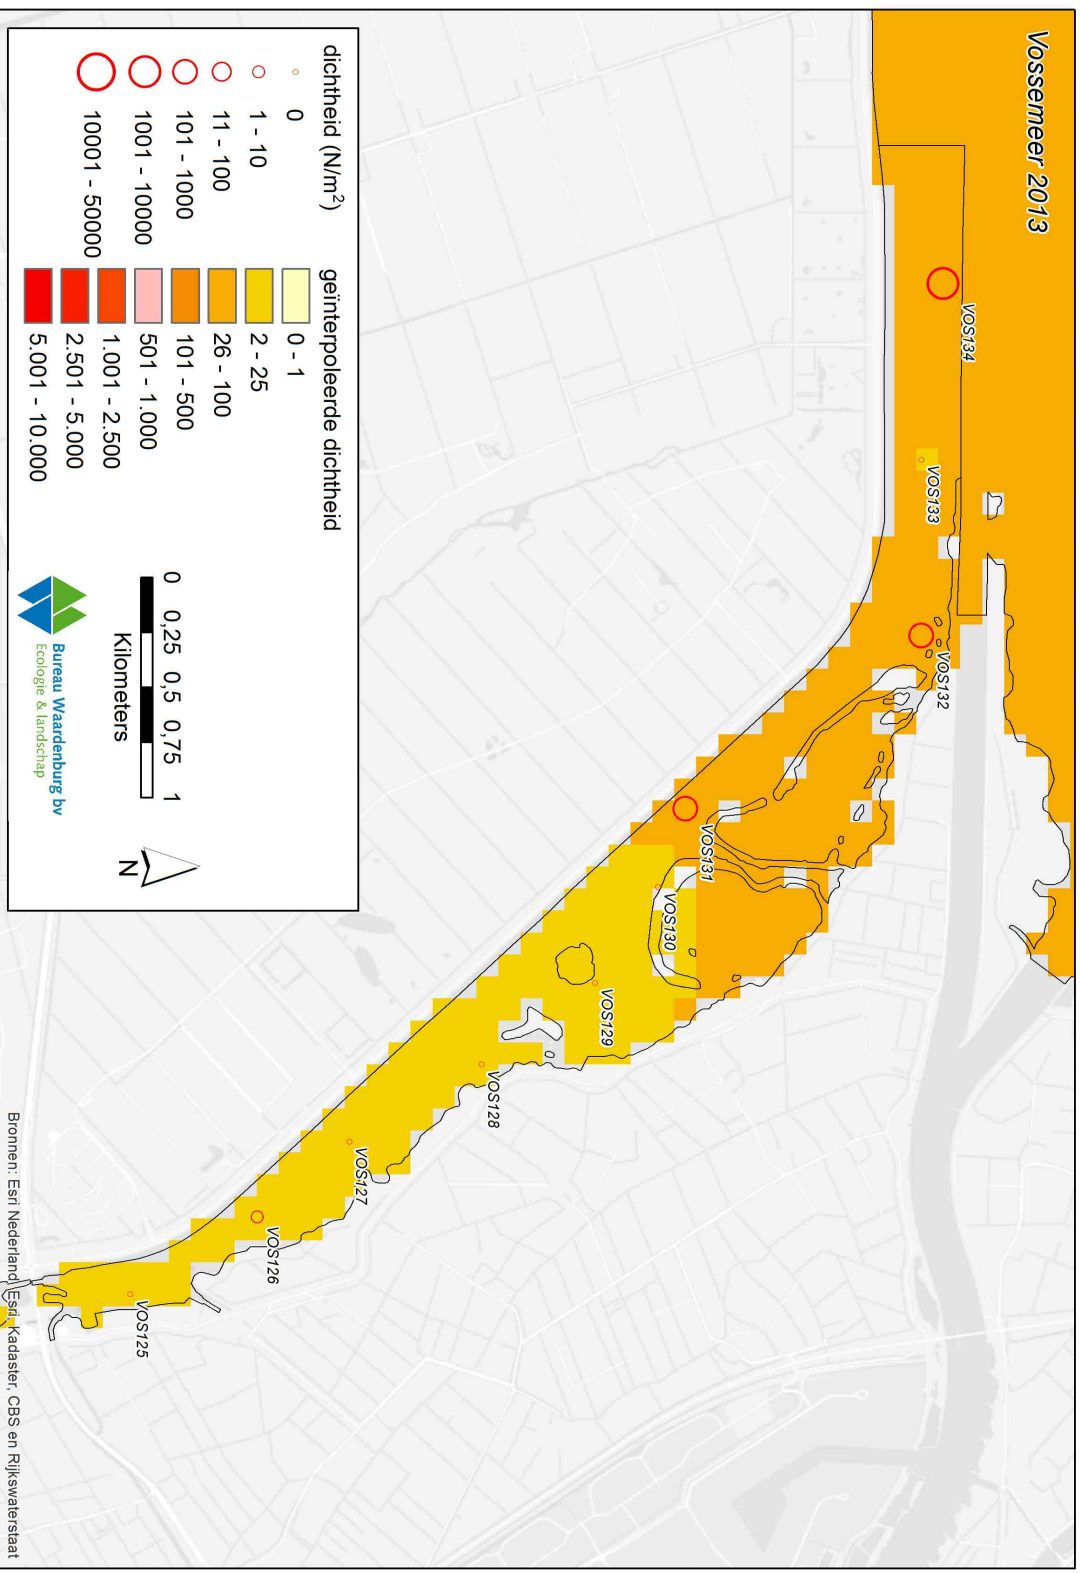 Vossemeer 2013
VOS134
VOS133
VOS132
VOS131
VOS130
VOS129
VOS128
VOS127
VOS126
VOS125
dichtheid (N/m²)
0
1 - 10
11 - 100
101 - 1000
1001 - 10000
10001 - 50000
geïnterpoleerde dichtheid
0 - 1
2 - 25
26 - 100
101 - 500
501 - 1.000
1.001 - 2.500
2.501 - 5.000
5.001 - 10.000
0 0,25 0,5 0,75 1
Kilometers
N
Bureau Waardenburg bv
Ecologie & landschap
Bronnen: Esri Nederland, Esri, Kadaster, CBS en Rijkswaterstaat